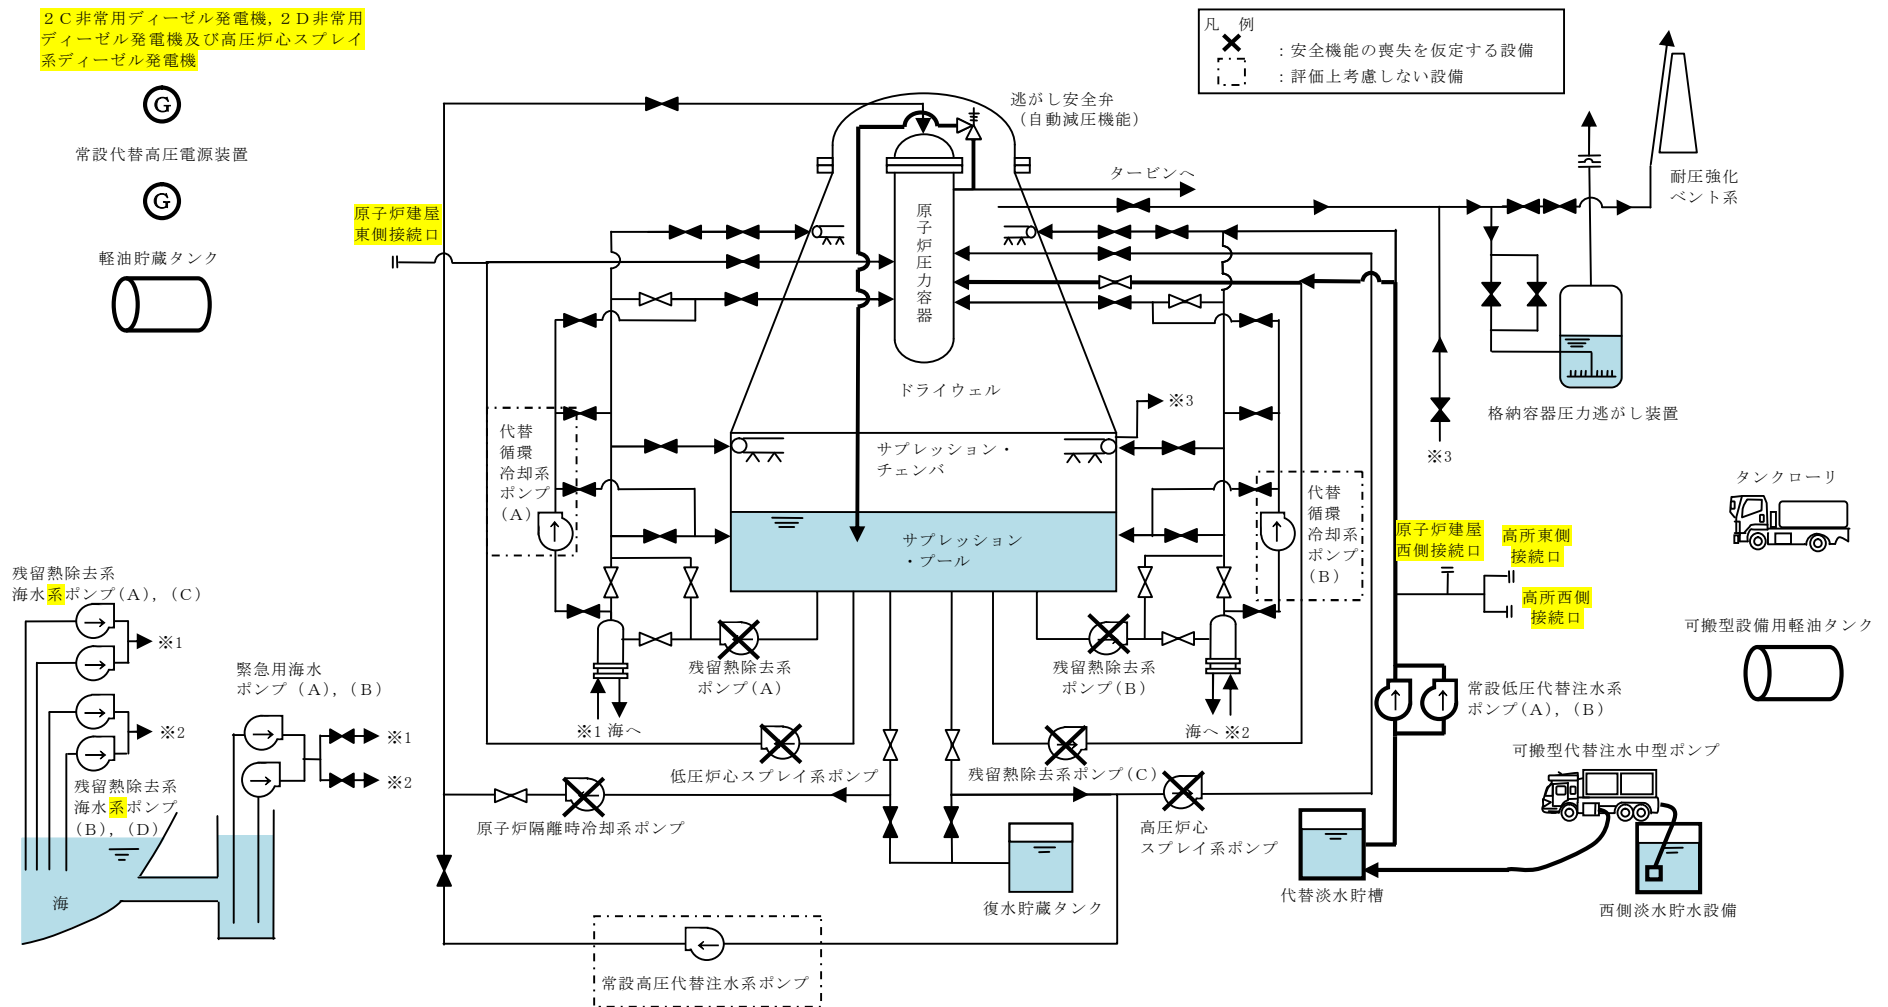 ２Ｃ非常用ディーゼル発電機，２Ｄ非常用
ディーゼル発電機及び高圧炉心スプレイ
系ディーゼル発電機
G
常設代替高圧電源装置
G
軽油貯蔵タンク
凡　例
：安全機能の喪失を仮定する設備
：評価上考慮しない設備
逃がし安全弁
（自動減圧機能）
タービンへ
耐圧強化
ベント系
原子炉建屋
東側接続口
原子炉圧力容器
ドライウェル
※3
サプレッション・
チェンバ
サプレッション
・プール
代替
循環
冷却系
ポンプ
(A)
代替
循環
冷却系
ポンプ
(B)
格納容器圧力逃がし装置
※3
タンクローリ
原子炉建屋
西側接続口
高所東側
接続口
高所西側
接続口
可搬型設備用軽油タンク
残留熱除去系
海水系ポンプ(A)，(C)
※1
※2
残留熱除去系
海水系ポンプ
(B)，(D)
緊急用海水
ポンプ（A），（B）
※1
※2
海
残留熱除去系
ポンプ(A)
残留熱除去系
ポンプ(B)
※1 海へ
海へ ※2
常設低圧代替注水系
ポンプ(A)，(B)
低圧炉心スプレイ系ポンプ
残留熱除去系ポンプ(C)
可搬型代替注水中型ポンプ
原子炉隔離時冷却系ポンプ
高圧炉心
スプレイ系ポンプ
復水貯蔵タンク
代替淡水貯槽
西側淡水貯水設備
常設高圧代替注水系ポンプ